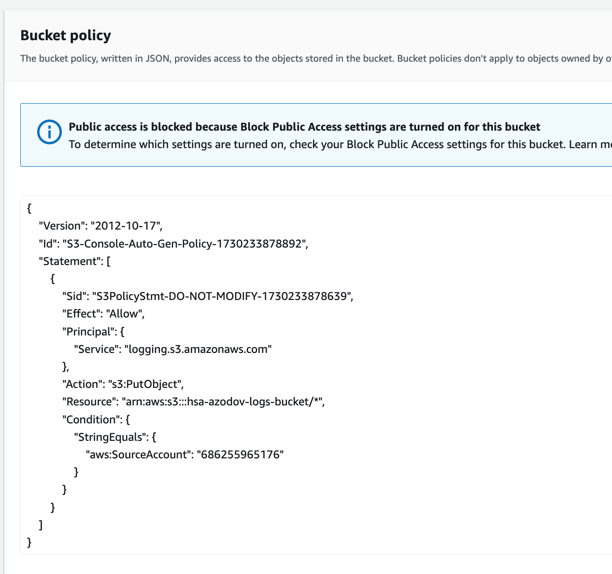 Bucket policy
The bucket policy, written in JSON, provides access to the objects stored in the bucket. Bucket policies don't apply to objects owned by
Public access is blocked because Block Public Access settings are turned on for this bucket
To determine which settings are turned on, check your Block Public Access settings for this bucket. Learn
{
"Version": "2012-10-17",
"Id": "S3-Console-Auto-Gen-Policy-1730233878892",
"Statement": [
{
"Sid": "S3PolicyStmt-DO-NOT-MODIFY-1730233878639",
"Effect": "Allow",
"Principal": {
"Service": "logging.s3.amazonaws.com"
},
"Action": "s3:PutObject",
"Resource": "arn:aws:s3:::hsa-azodov-logs-bucket/*",
"Condition": {
"StringEquals": {
"aws:SourceAccount": "686255965176"
}
}
}
]
}